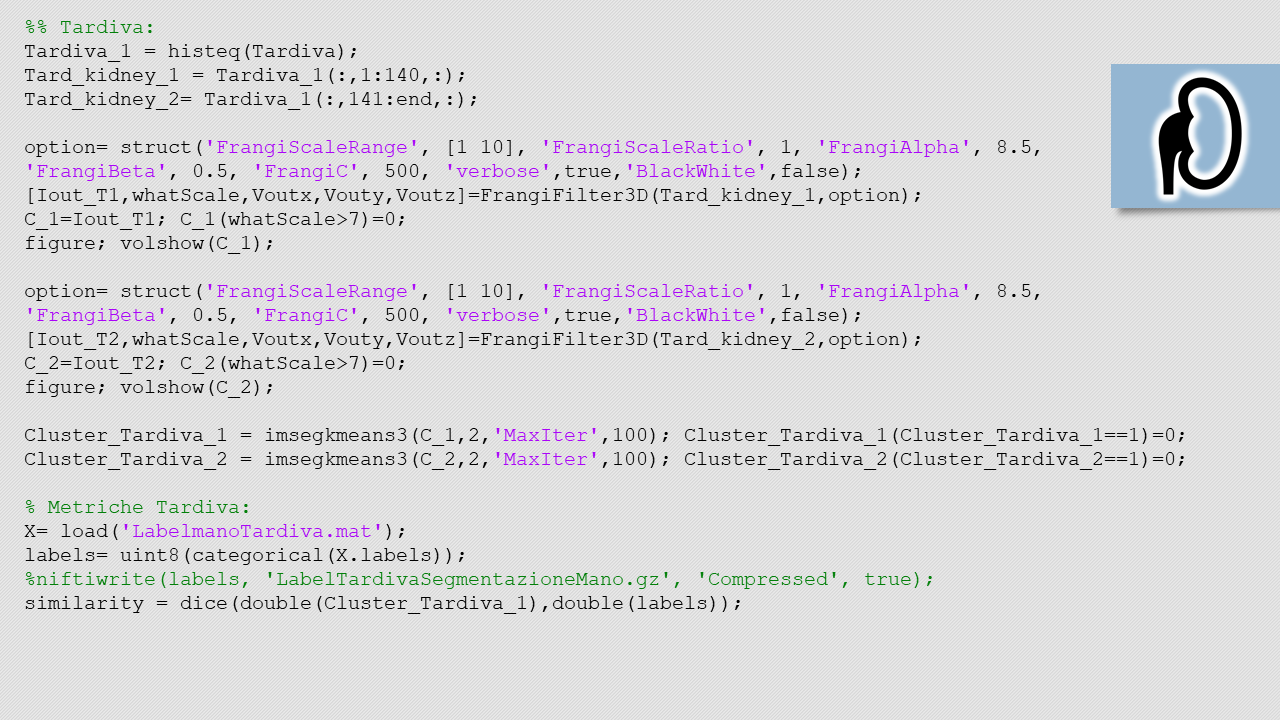 %% Tardiva:
Tardiva_1 = histeq(Tardiva);
Tard_kidney_1 = Tardiva_1(:,1:140,:);
Tard_kidney_2= Tardiva_1(:,141:end,:);
option= struct('FrangiScaleRange', [1 10], 'FrangiScaleRatio', 1, 'FrangiAlpha', 8.5,
'FrangiBeta', 0.5, 'FrangiC', 500, 'verbose',true,'BlackWhite',false);
[Iout_T1,whatScale,Voutx,Vouty,Voutz]=FrangiFilter3D(Tard_kidney_1,option);
C_1=Iout_T1; C_1(whatScale>7)=0;
figure; volshow(C_1);
option= struct('FrangiScaleRange', [1 10], 'FrangiScaleRatio', 1, 'FrangiAlpha', 8.5,
'FrangiBeta', 0.5, 'FrangiC', 500, 'verbose',true,'BlackWhite',false);
[Iout_T2,whatScale,Voutx,Vouty,Voutz]=FrangiFilter3D(Tard_kidney_2,option);
C_2=Iout_T2; C_2(whatScale>7)=0;
figure; volshow(C_2);
Cluster_Tardiva_1 = imsegkmeans3(C_1,2,'MaxIter',100); Cluster_Tardiva_1(Cluster_Tardiva_1==1)=0;
Cluster_Tardiva_2 = imsegkmeans3(C_2,2,'MaxIter',100); Cluster_Tardiva_2(Cluster_Tardiva_2==1)=0;
% Metriche Tardiva:
X= load('LabelmanoTardiva.mat');
labels= uint8(categorical(X.labels));
%niftiwrite(labels, 'LabelTardivaSegmentazioneMano.gz', 'Compressed', true);
similarity = dice(double(Cluster_Tardiva_1),double(labels));